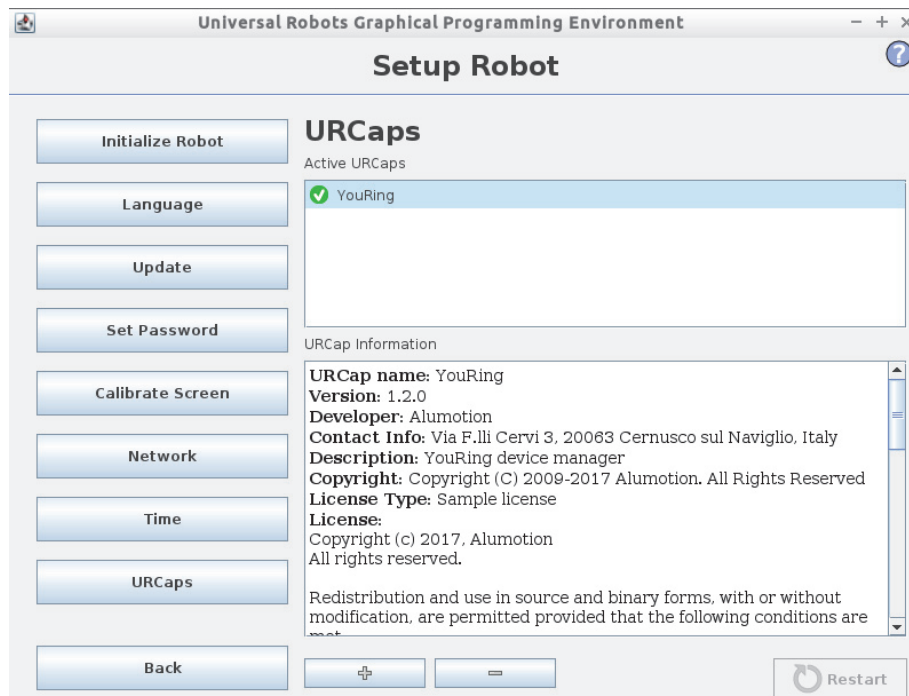 Universal Robots Graphical Programming Environment
Setup Robot
?
Initialize Robot
Language
Update
Set Password
Calibrate Screen
Network
Time
URCaps
Back
URCaps
Active URCaps
YouRing
URCap Information
URCap name: YouRing
Version: 1.2.0
Developer: Alumotion
Contact Info: Via F.lli Cervi 3, 20063 Cernusco sul Naviglio, Italy
Description: YouRing device manager
Copyright: Copyright (C) 2009-2017 Alumotion. All Rights Reserved
License Type: Sample license
License:
Copyright (c) 2017, Alumotion
All rights reserved.
Redistribution and use in source and binary forms, with or without
modification, are permitted provided that the following conditions are
met
Restart